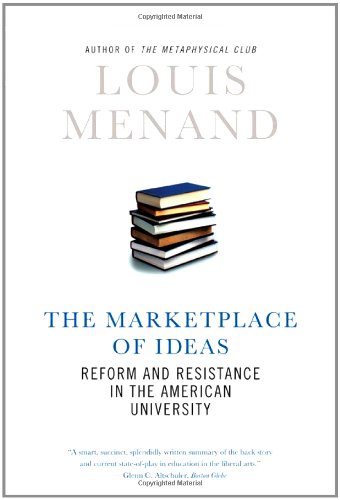 Copyrighted Material
AUTHOR OF THE METAPHYSICAL CLUB
LOUIS
MENAND
THE MARKETPLACE
OF IDEAS
REFORM AND RESISTANCE
IN THE AMERICAN
UNIVERSITY
"A smart, succinct, splendidly written summary of the back story
and current state-of-play in education in the liberal arts."
Glenn C. Altschuler, Boston Globe
Copyrighted Material